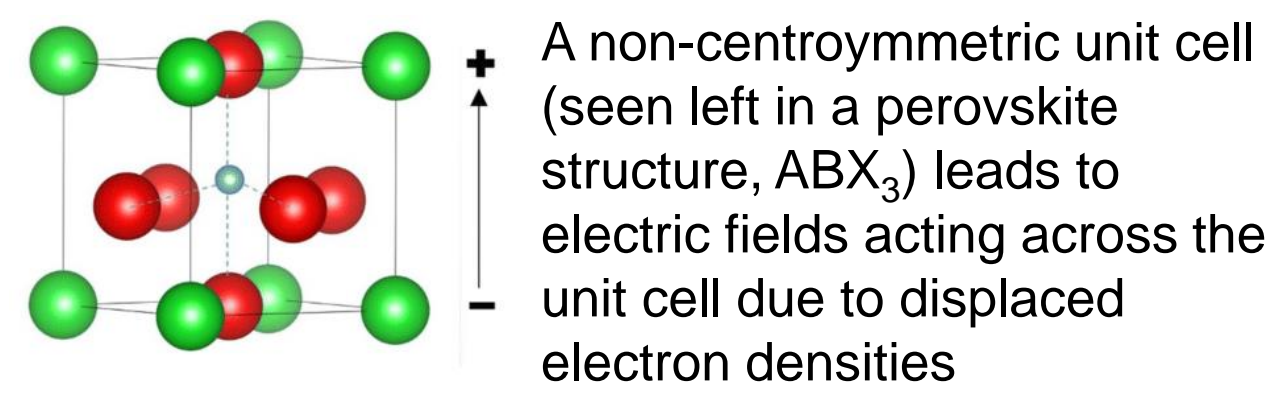 +
A non-centroymmetric unit cell
(seen left in a perovskite
structure, ABX₃) leads to
electric fields acting across the
unit cell due to displaced
electron densities
−